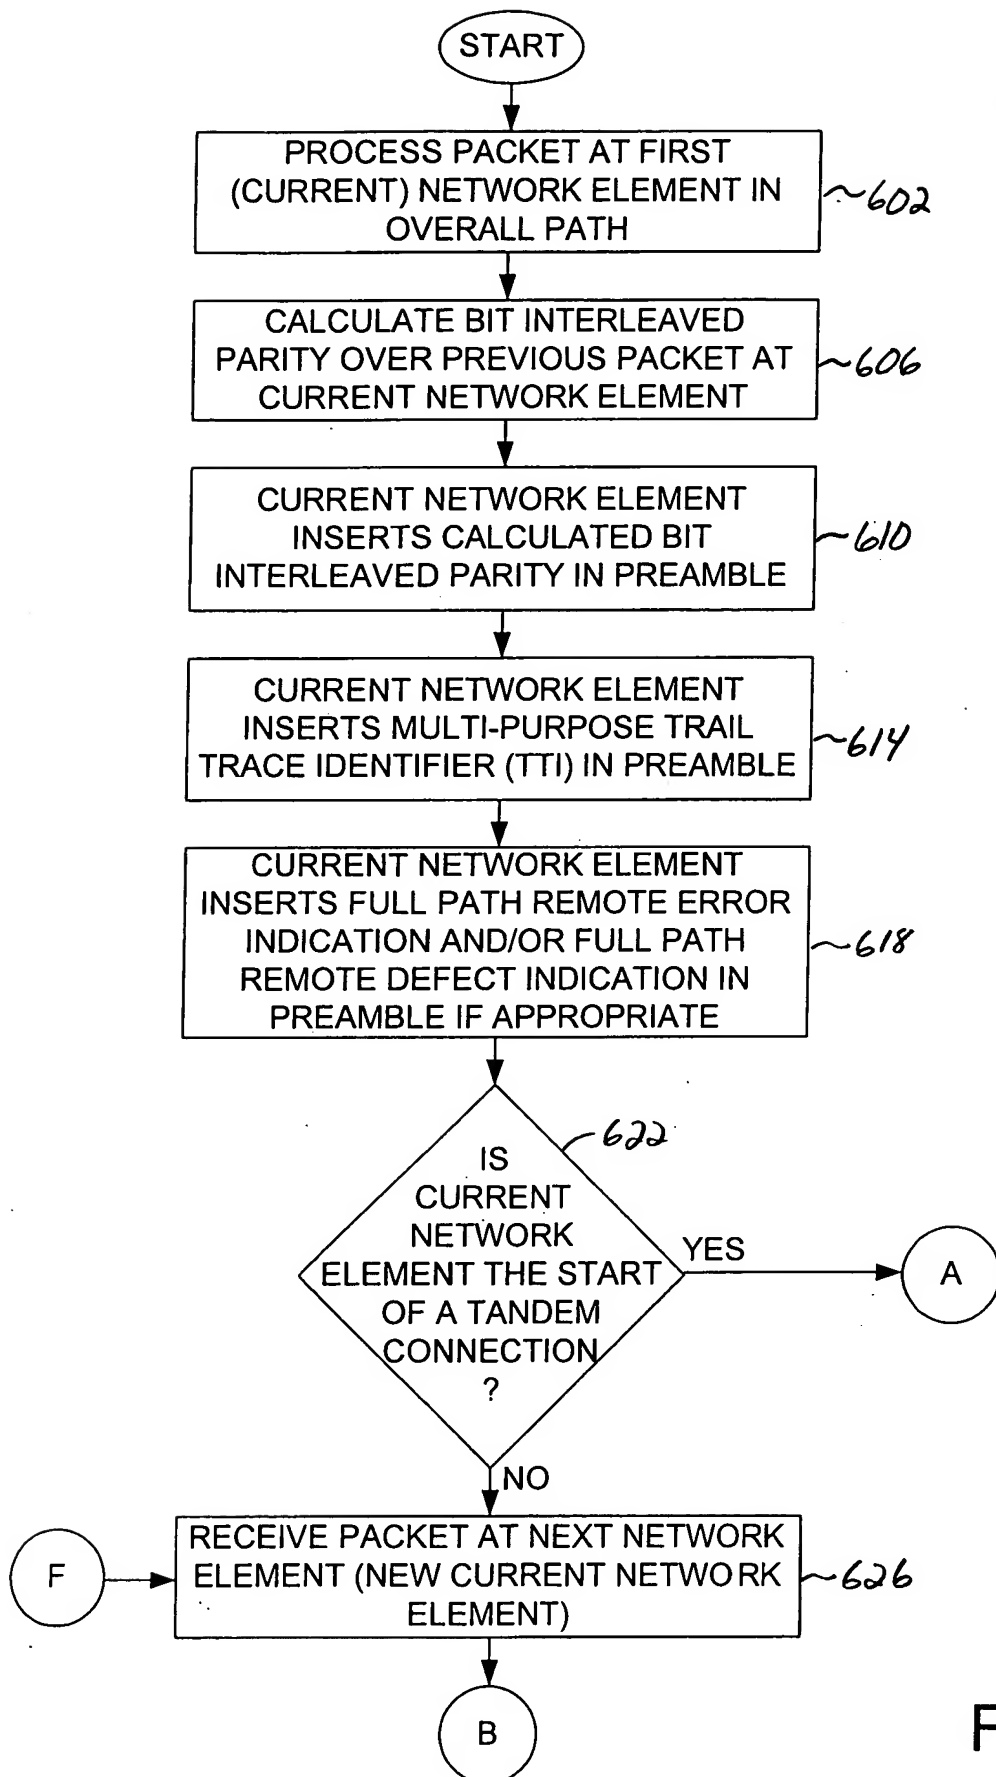 START
PROCESS PACKET AT FIRST
(CURRENT) NETWORK ELEMENT IN
OVERALL PATH
602
CALCULATE BIT INTERLEAVED
PARITY OVER PREVIOUS PACKET AT
CURRENT NETWORK ELEMENT
606
CURRENT NETWORK ELEMENT
INSERTS CALCULATED BIT
INTERLEAVED PARITY IN PREAMBLE
610
CURRENT NETWORK ELEMENT
INSERTS MULTI-PURPOSE TRAIL
TRACE IDENTIFIER (TTI) IN PREAMBLE
614
CURRENT NETWORK ELEMENT
INSERTS FULL PATH REMOTE ERROR
INDICATION AND/OR FULL PATH
REMOTE DEFECT INDICATION IN
PREAMBLE IF APPROPRIATE
618
622
IS
CURRENT
NETWORK
ELEMENT THE START
OF A TANDEM
CONNECTION
?
YES
A
NO
F
RECEIVE PACKET AT NEXT NETWORK
ELEMENT (NEW CURRENT NETWORK
ELEMENT)
626
B
F